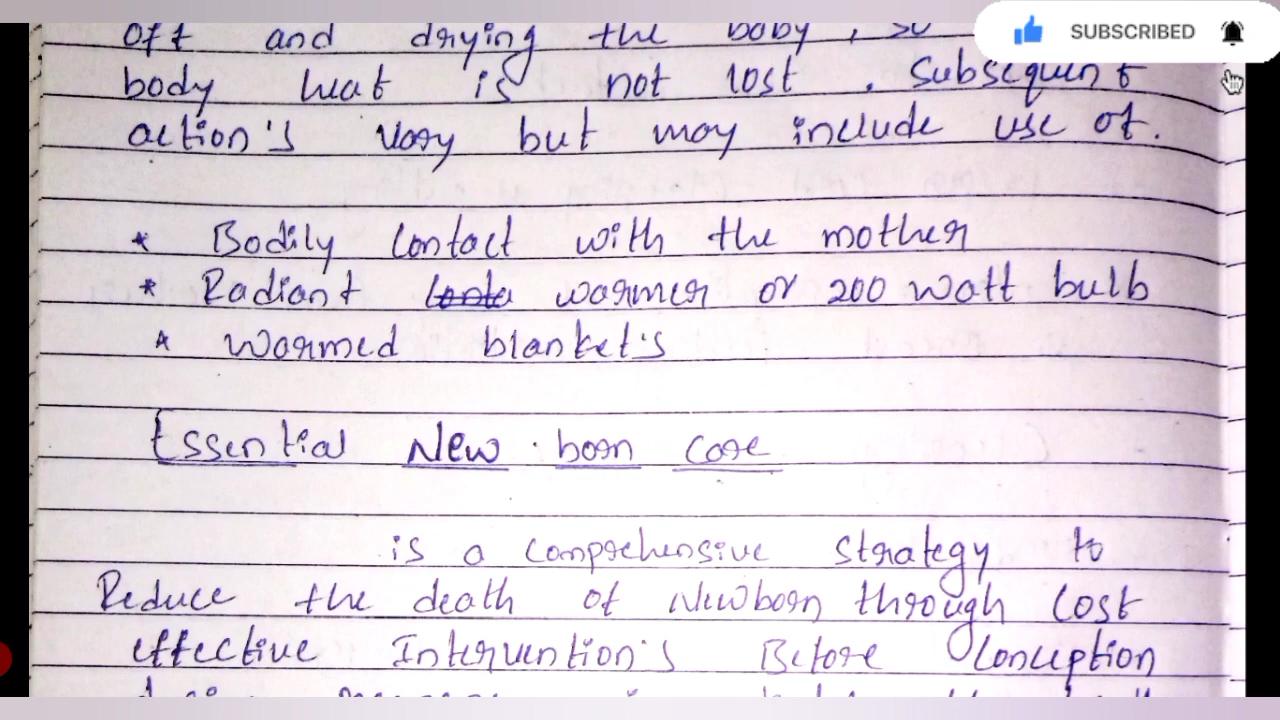 off and drying the baby, so
SUBSCRIBED
body heat is not lost. Subsequent
action's vary but may include use of.
* Bodily contact with the mother
* Radiant warmer or 200 watt bulb
* Warmed blanket's
Essential New born care
is a comprehensive strategy to
Reduce the death of Newborn through cost
effective Intervention's Before Conception